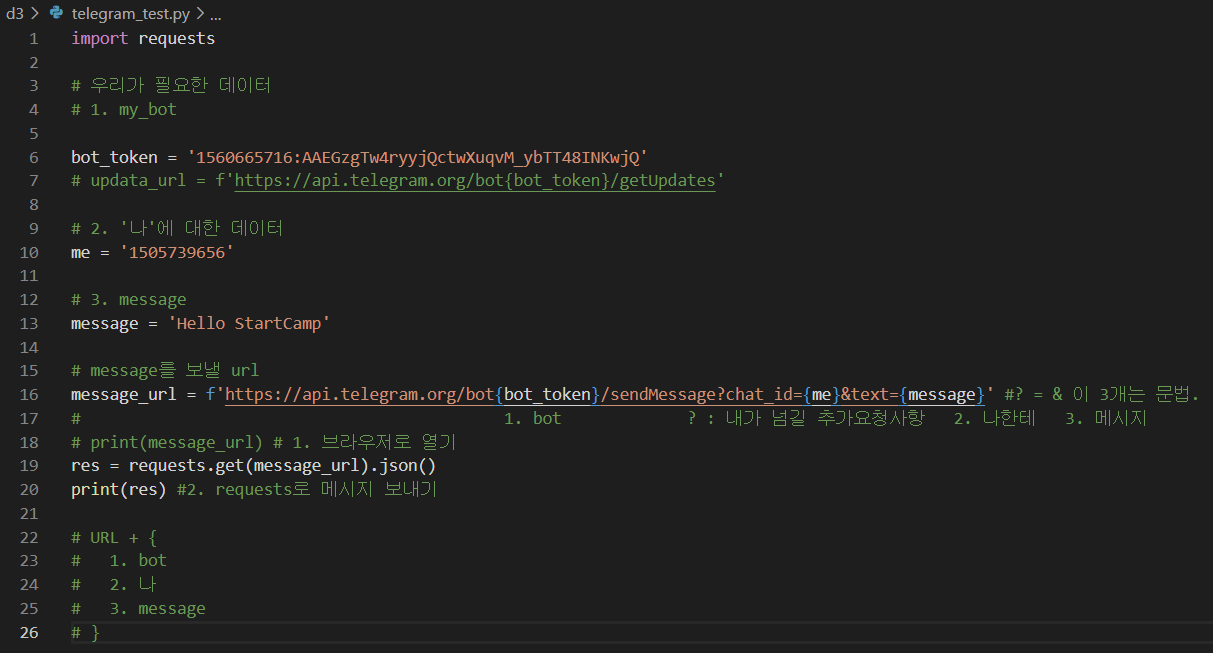 d3 > telegram_test.py > ...
1 import requests
2
3 # 우리가 필요한 데이터
4 # 1. my_bot
5
6 bot_token = '1560665716:AAEGzgTw4ryyjQctwXuqvM_ybTT48INKwjQ'
7 # updata_url = f'https://api.telegram.org/bot{bot_token}/getUpdates'
8
9 # 2. '나'에 대한 데이터
10 me = '1505739656'
11
12 # 3. message
13 message = 'Hello StartCamp'
14
15 # message를 보낼 url
16 message_url = f'https://api.telegram.org/bot{bot_token}/sendMessage?chat_id={me}&text={message}' #? = & 이 3개는 문법.
17 # 1. bot ? : 내가 넘길 추가요청사항 2. 나한테 3. 메시지
18 # print(message_url) # 1. 브라우저로 열기
19 res = requests.get(message_url).json()
20 print(res) #2. requests로 메시지 보내기
21
22 # URL + {
23 # 1. bot
24 # 2. 나
25 # 3. message
26 # }